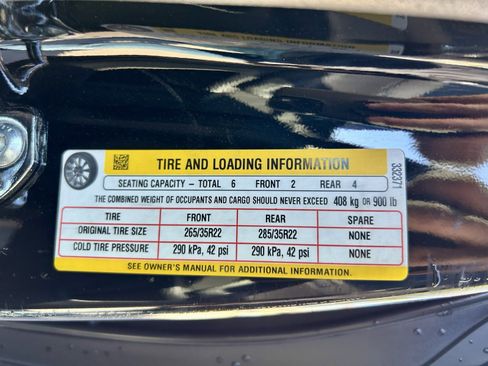 TIRE AND LOADING INFORMATION
332371
SEATING CAPACITY – TOTAL 6 FRONT 2 REAR 4
THE COMBINED WEIGHT OF OCCUPANTS AND CARGO SHOULD NEVER EXCEED 408 kg OR 900 lb
TIRE FRONT REAR SPARE
ORIGINAL TIRE SIZE 265/35R22 285/35R22 NONE
COLD TIRE PRESSURE 290 kPa, 42 psi 290 kPa, 42 psi NONE
SEE OWNER'S MANUAL FOR ADDITIONAL INFORMATION.